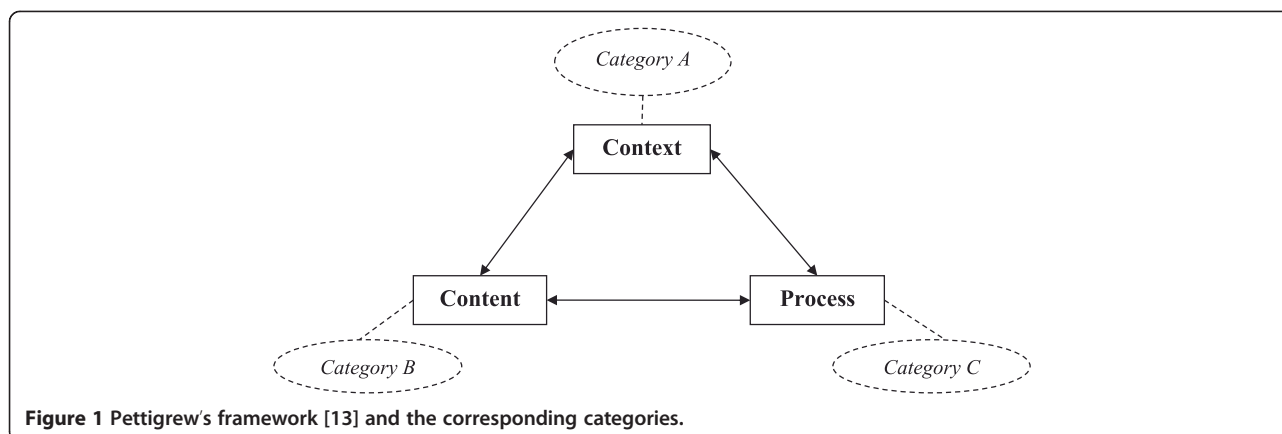 Category A
Context
Content
Process
Category B
Category C
Figure 1 Pettigrew's framework [13] and the corresponding categories.